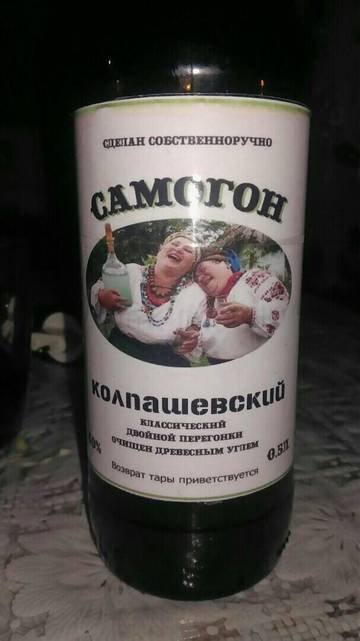 СДЕЛАН СОБСТВЕННОРУЧНО
САМОГОН
КОЛПАШЕВСКИЙ
КЛАССИЧЕСКИЙ
ДВОЙНОЙ ПЕРЕГОНКИ
ОЧИЩЕН ДРЕВЕСНЫМ УГЛЕМ
0.5Л
Возврат тары приветствуется